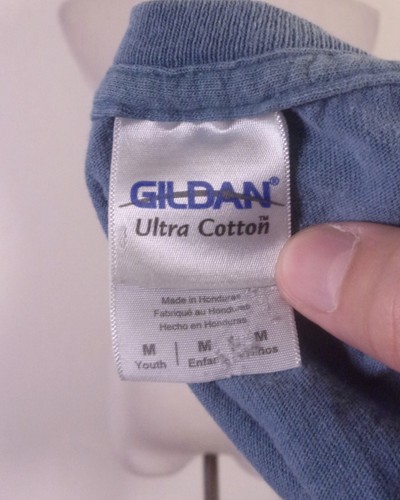 GILDAN®
Ultra Cotton™
Made in Honduras
Fabriqué au Honduras
Hecho en Honduras
M | M M
Youth